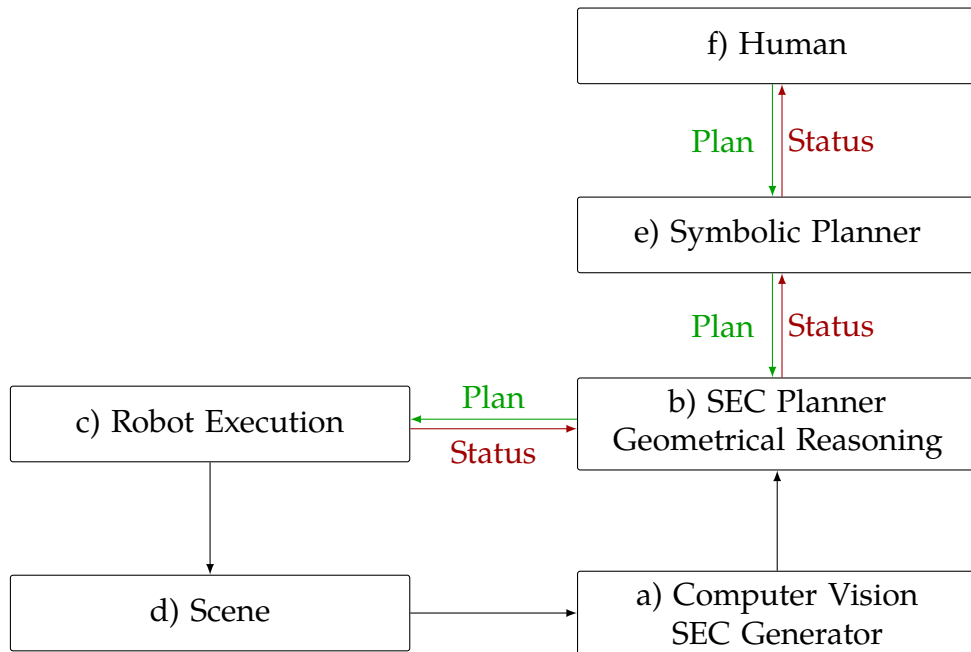 f) Human
Plan
Status
e) Symbolic Planner
Plan
Status
b) SEC Planner
Geometrical Reasoning
Plan
Status
c) Robot Execution
d) Scene
a) Computer Vision
SEC Generator